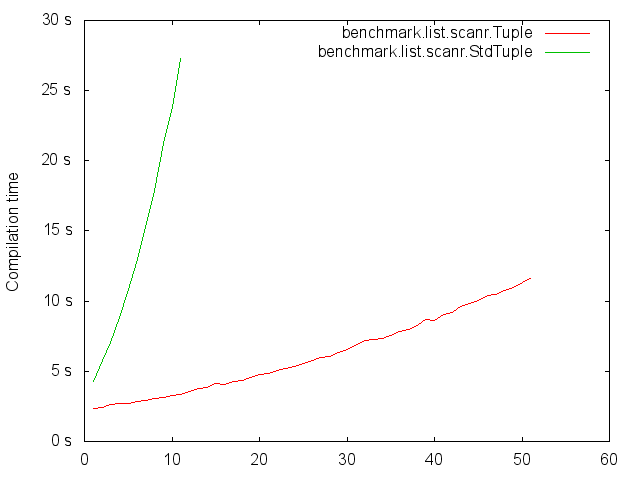 30 s
benchmark.list.scanr.Tuple
benchmark.list.scanr.StdTuple
25 s
20 s
15 s
10 s
5 s
0 s
Compilation time
0 10 20 30 40 50 60